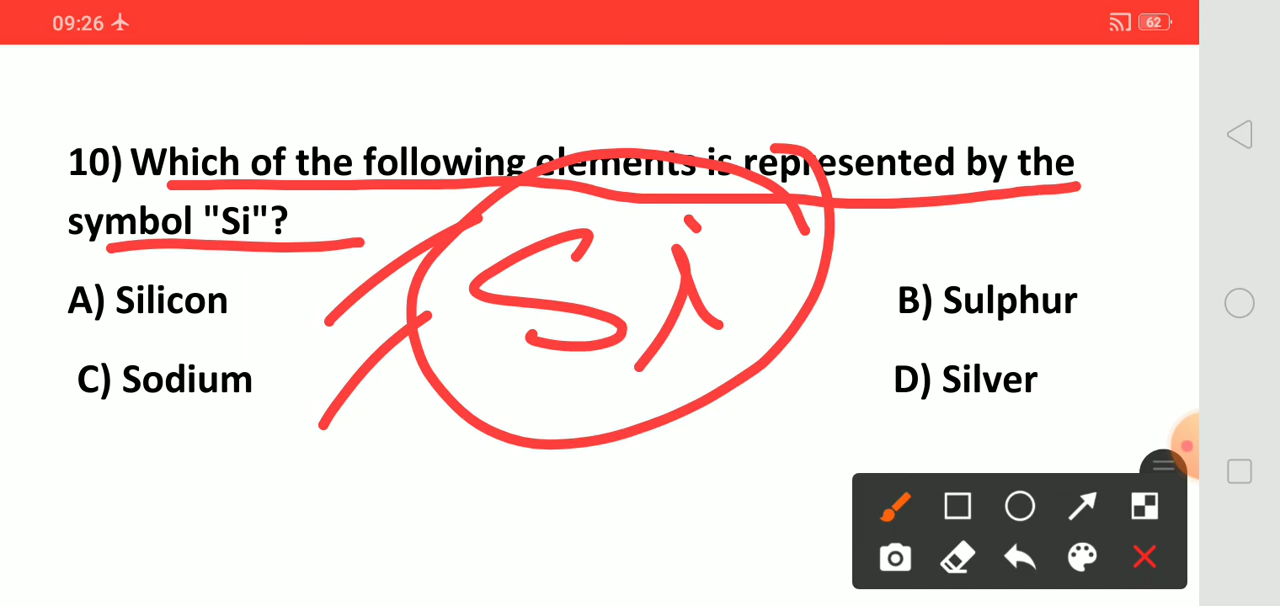 09:26
62
10) Which of the following elements is represented by the
symbol "Si"?
Si
A) Silicon
B) Sulphur
C) Sodium
D) Silver